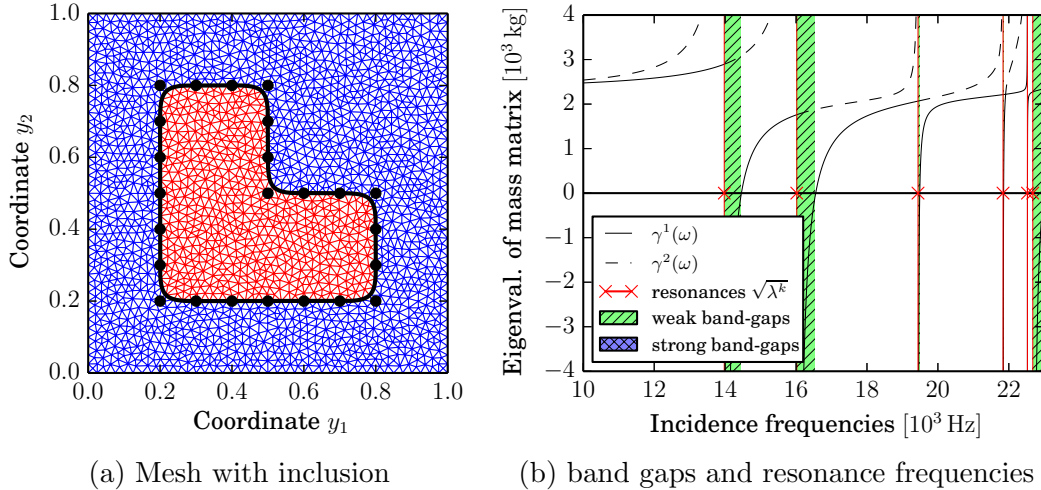 1.0
0.8
0.6
0.4
0.2
0.0
0.0 0.2 0.4 0.6 0.8 1.0
Coordinate y₂
Coordinate y₁
(a) Mesh with inclusion
4
3
2
1
0
−1
−2
−3
−4
10 12 14 16 18 20 22
Eigenval. of mass matrix [10³ kg]
γ¹(ω)
γ²(ω)
resonances √λᵏ
weak band-gaps
strong band-gaps
Incidence frequencies [10³ Hz]
(b) band gaps and resonance frequencies